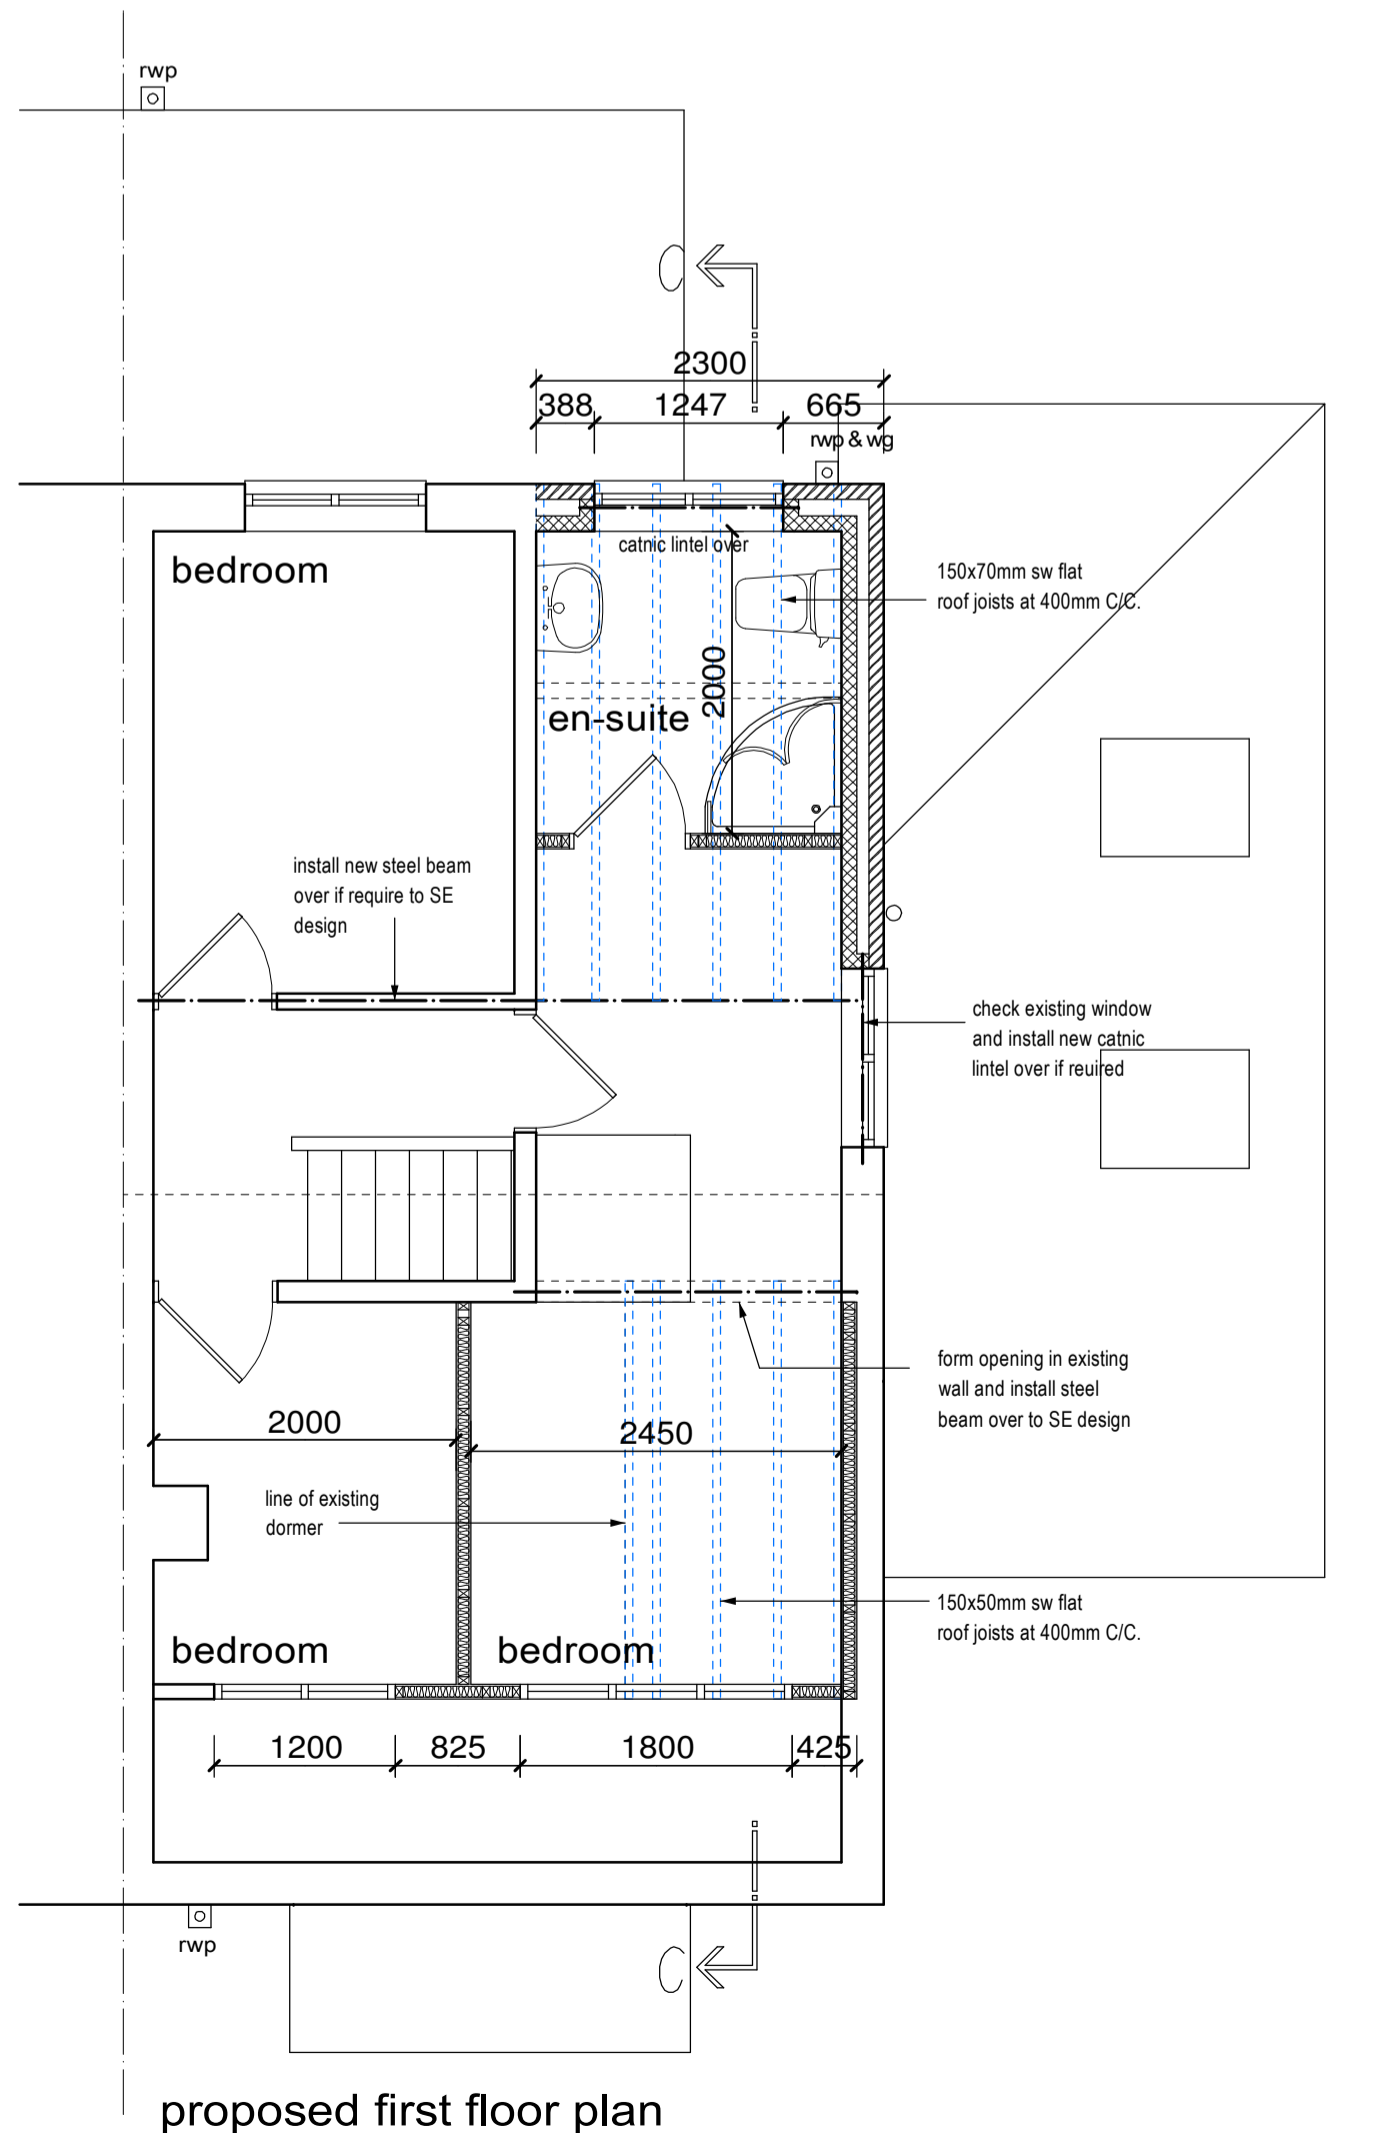 rwp
C
2300
388 1247 665
rwp & wg
catnic lintel over
bedroom
150x70mm sw flat
roof joists at 400mm C/C.
2000
en-suite
install new steel beam
over if require to SE
design
check existing window
and install new catnic
lintel over if reuired
form opening in existing
wall and install steel
beam over to SE design
2000
2450
line of existing
dormer
150x50mm sw flat
roof joists at 400mm C/C.
bedroom
bedroom
1200 825 1800 425
rwp
C
proposed first floor plan